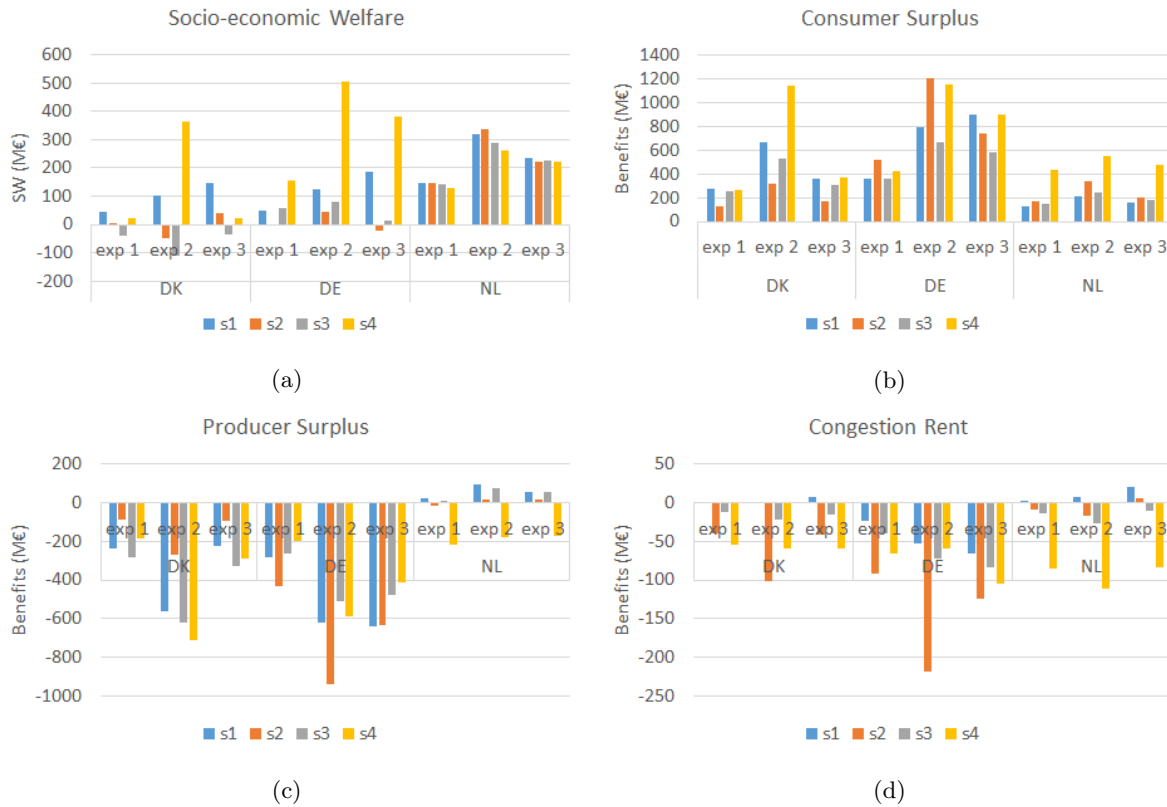 Socio-economic Welfare
SW (M€)
600
500
400
300
200
100
0
-100
-200
exp 1 exp 2 exp 3 exp 1 exp 2 exp 3 exp 1 exp 2 exp 3
DK DE NL
s1 s2 s3 s4
(a)
Consumer Surplus
Benefits (M€)
1400
1200
1000
800
600
400
200
0
exp 1 exp 2 exp 3 exp 1 exp 2 exp 3 exp 1 exp 2 exp 3
DK DE NL
s1 s2 s3 s4
(b)
Producer Surplus
Benefits (M€)
200
0
-200
-400
-600
-800
-1000
exp 1 exp 2 exp 3 exp 1 exp 2 exp 3 exp 1 exp 2 exp 3
DK DE NL
s1 s2 s3 s4
(c)
Congestion Rent
Benefits (M€)
50
0
-50
-100
-150
-200
-250
exp 1 exp 2 exp 3 exp 1 exp 2 exp 3 exp 1 exp 2 exp 3
DK DE NL
s1 s2 s3 s4
(d)